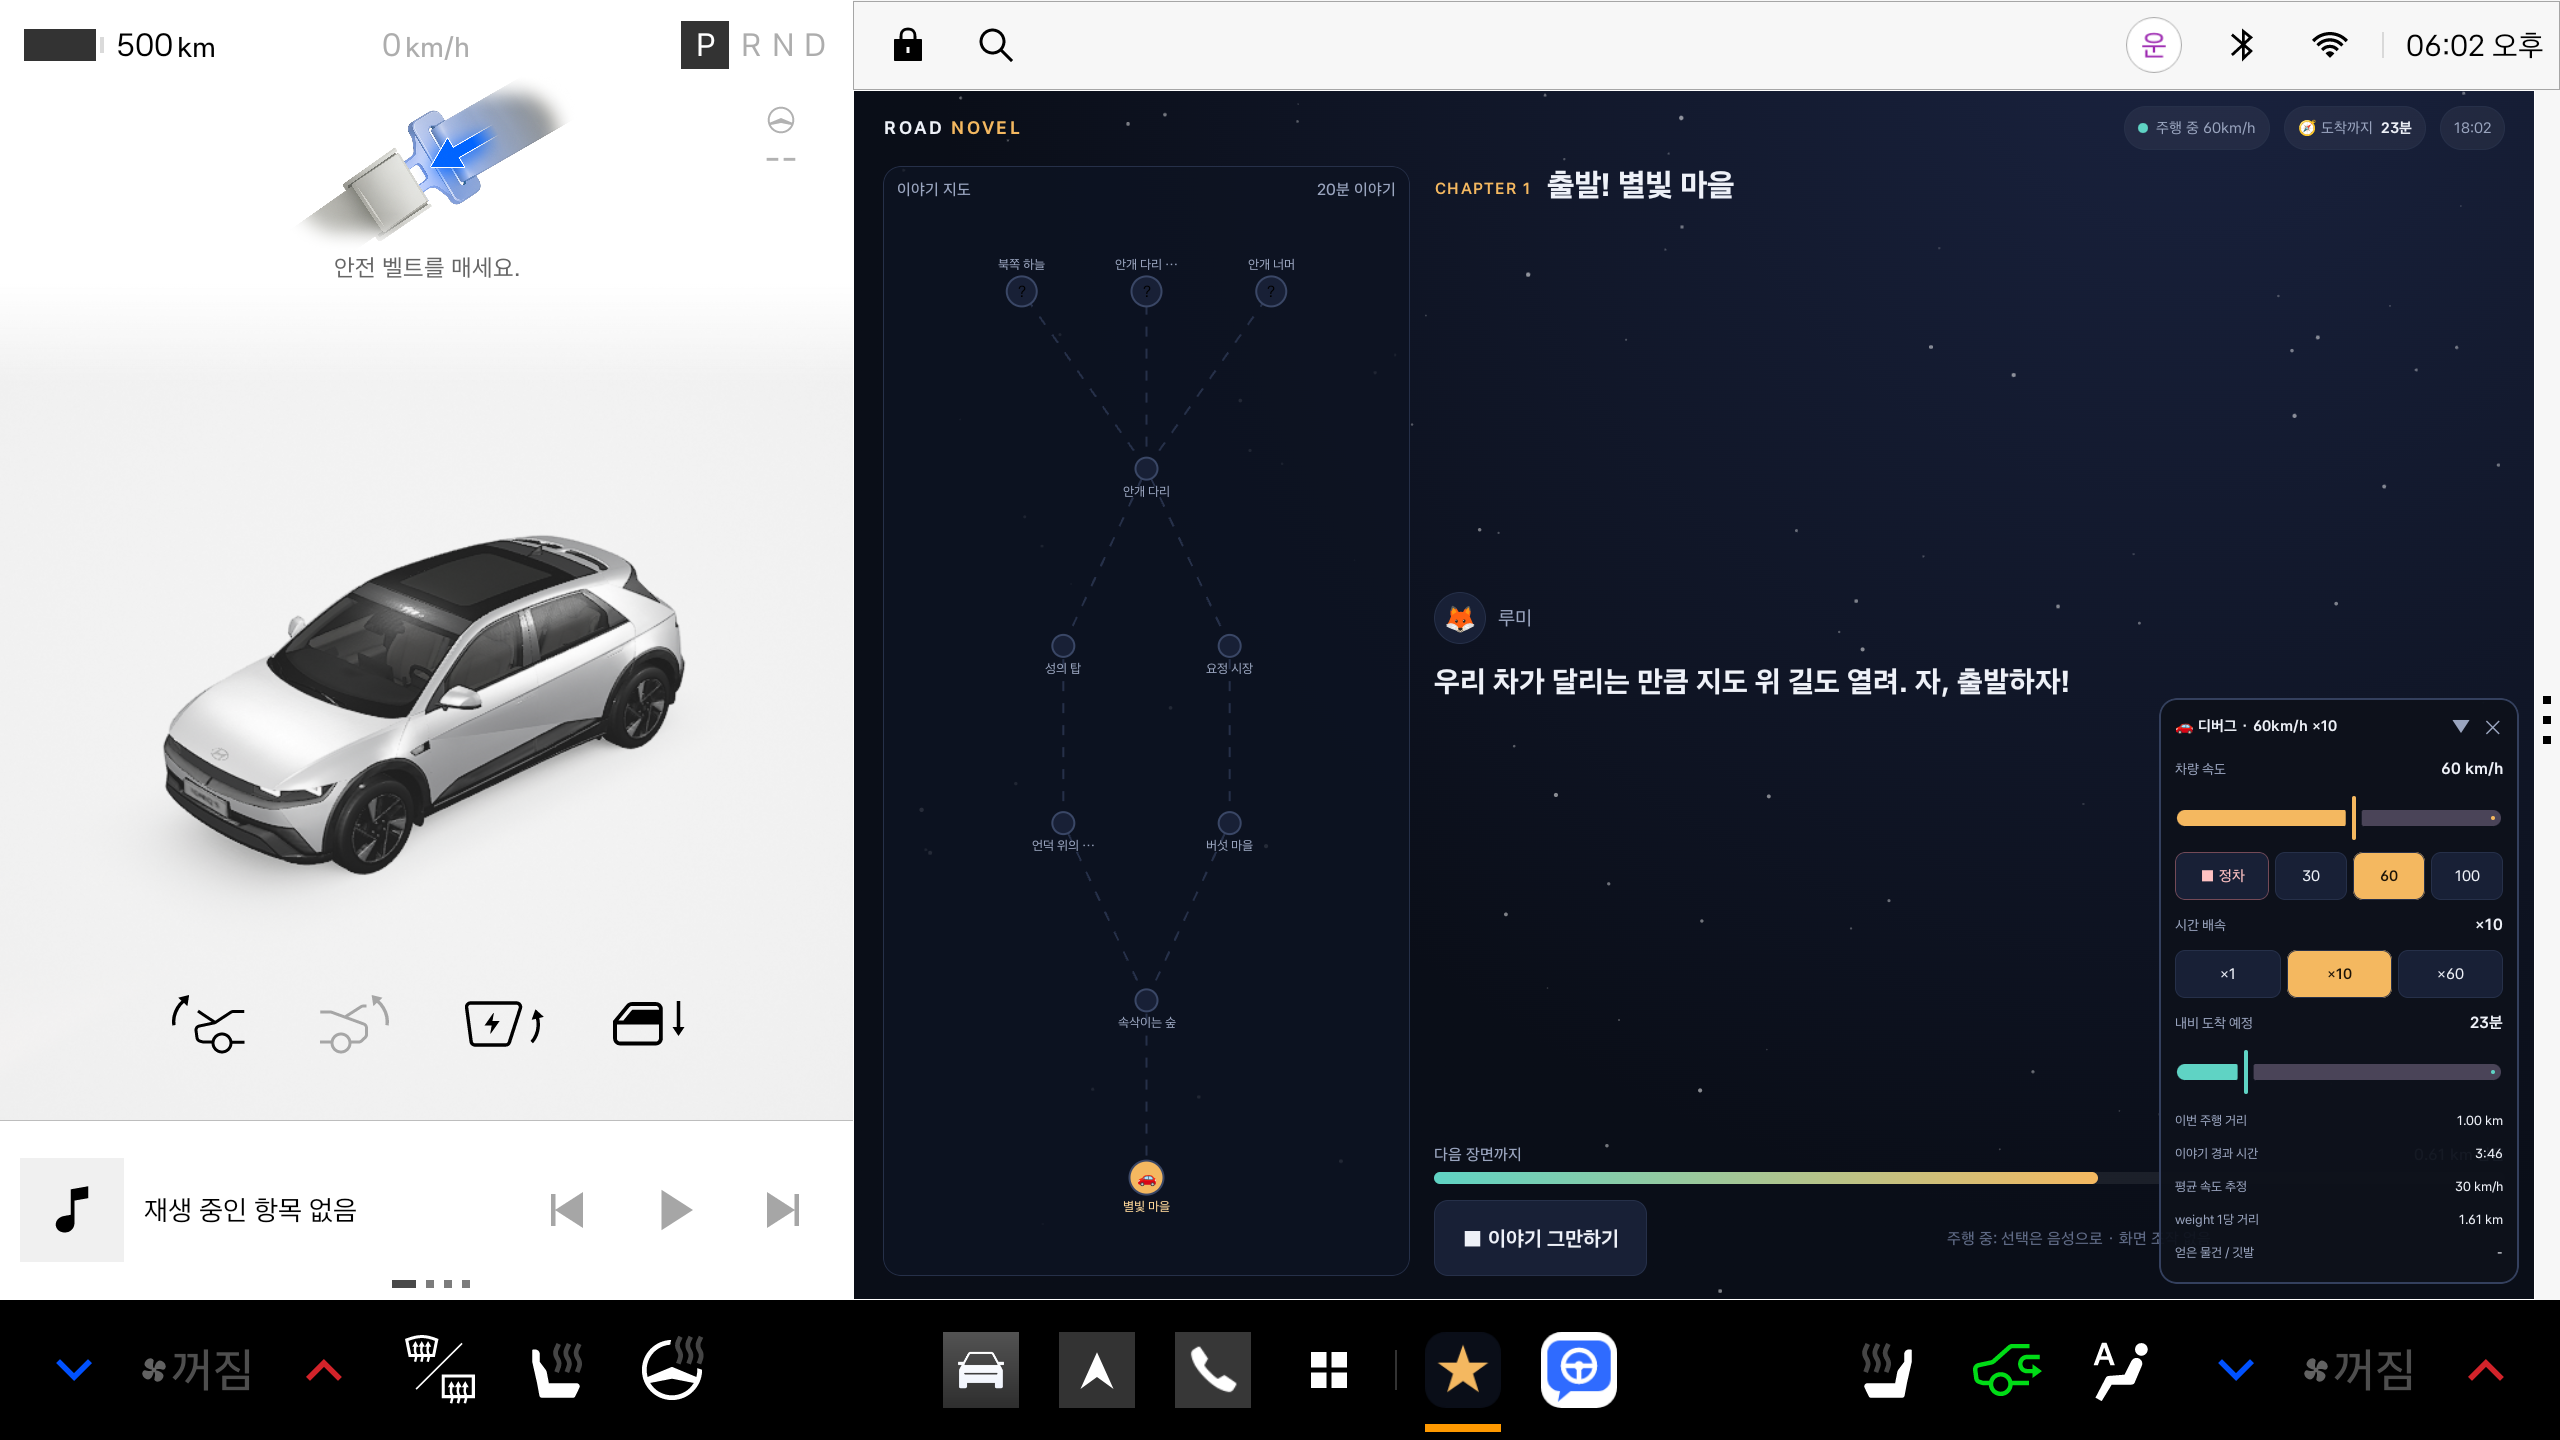 500 km
0 km/h
P R N D
안전 벨트를 매세요.
재생 중인 항목 없음
운
06:02 오후
ROAD NOVEL
주행 중 60km/h
도착까지 23분
18:02
이야기 지도
20분 이야기
북쪽 하늘
안개 다리 ···
안개 너머
?
?
?
안개 다리
성의 탑
요정 시장
언덕 위의 ···
버섯 마을
속삭이는 숲
별빛 마을
CHAPTER 1 출발! 별빛 마을
루미
우리 차가 달리는 만큼 지도 위 길도 열려. 자, 출발하자!
다음 장면까지
이야기 그만하기
주행 중: 선택은 음성으로 · 화면
디버그 · 60km/h ×10
차량 속도 60 km/h
정차 30 60 100
시간 배속 ×10
×1 ×10 ×60
내비 도착 예정 23분
이번 주행 거리 1.00 km
이야기 경과 시간 3:46
평균 속도 추정 30 km/h
weight 1당 거리 1.61 km
얻은 물건 / 깃발 -
꺼짐
A
꺼짐